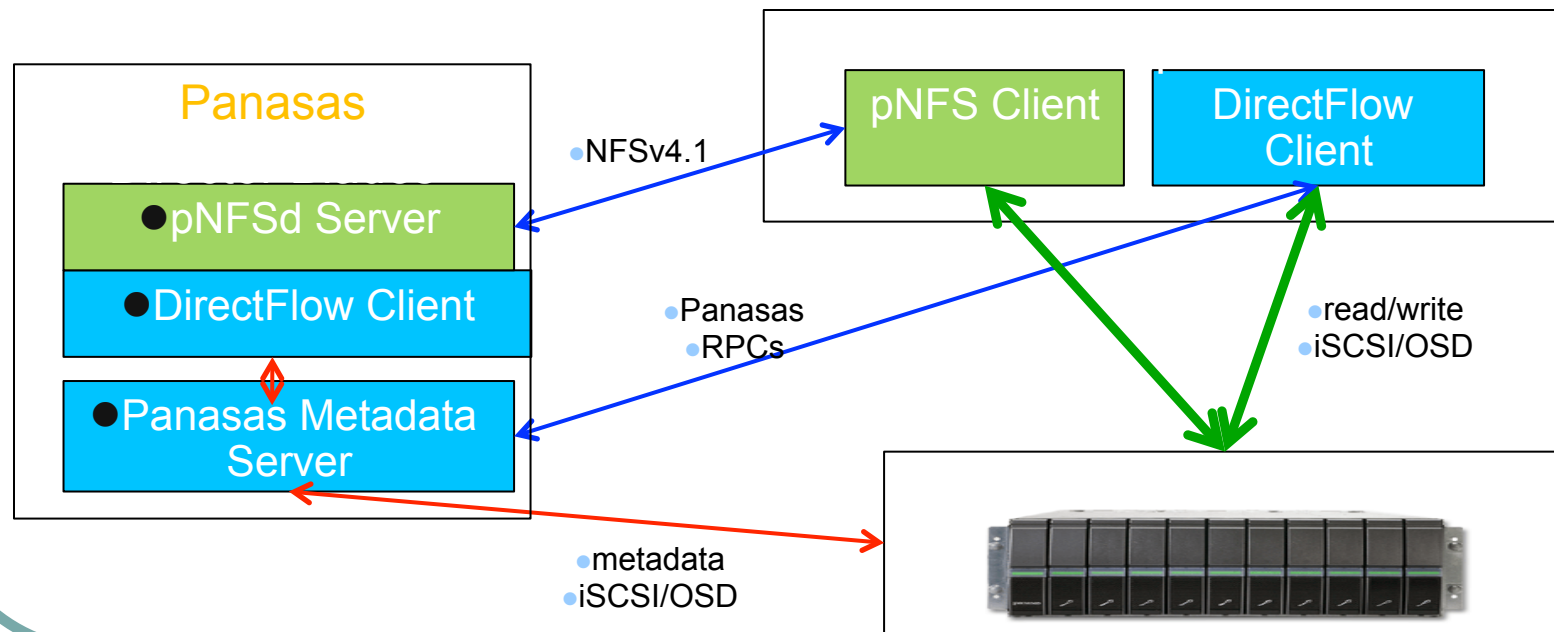 Panasas
●pNFSd Server
●DirectFlow Client
●Panasas Metadata
Server
●NFSv4.1
pNFS Client
DirectFlow
Client
●Panasas
●RPCs
●read/write
●iSCSI/OSD
●metadata
●iSCSI/OSD